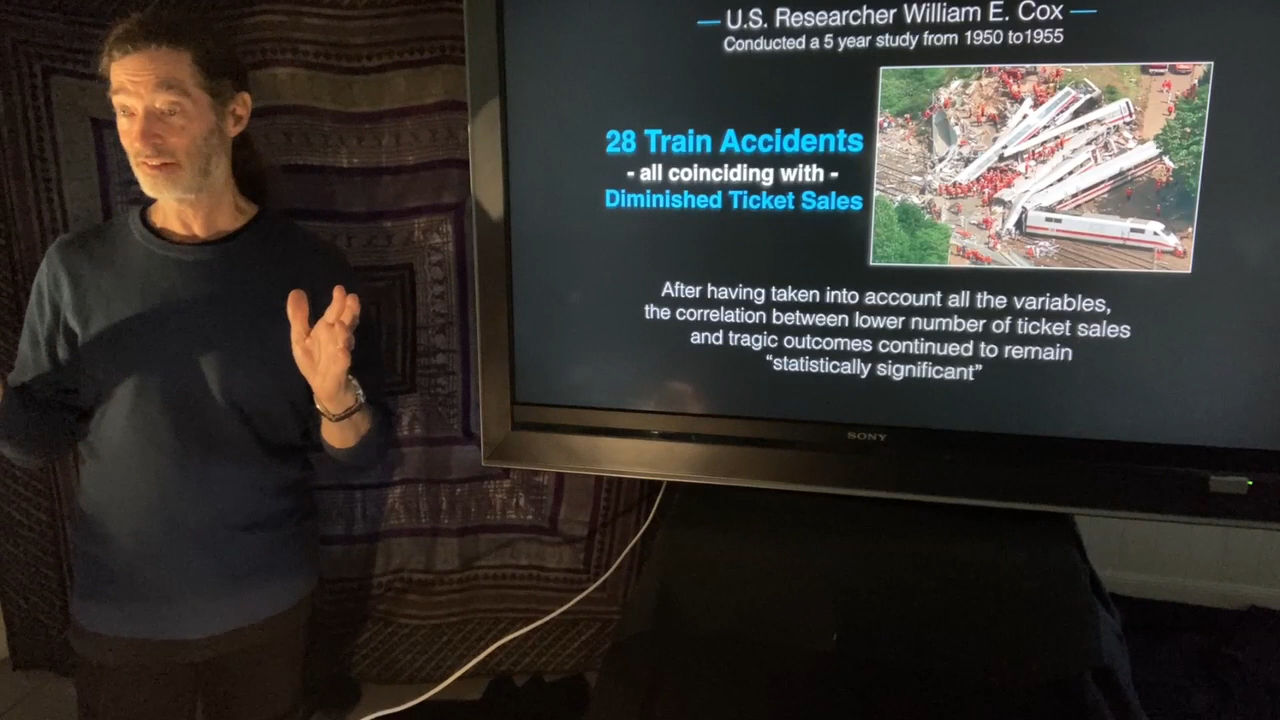 U.S. Researcher William E. Cox
Conducted a 5 year study from 1950 to1955
28 Train Accidents
- all coinciding with -
Diminished Ticket Sales
After having taken into account all the variables,
the correlation between lower number of ticket sales
and tragic outcomes continued to remain
“statistically significant”
SONY